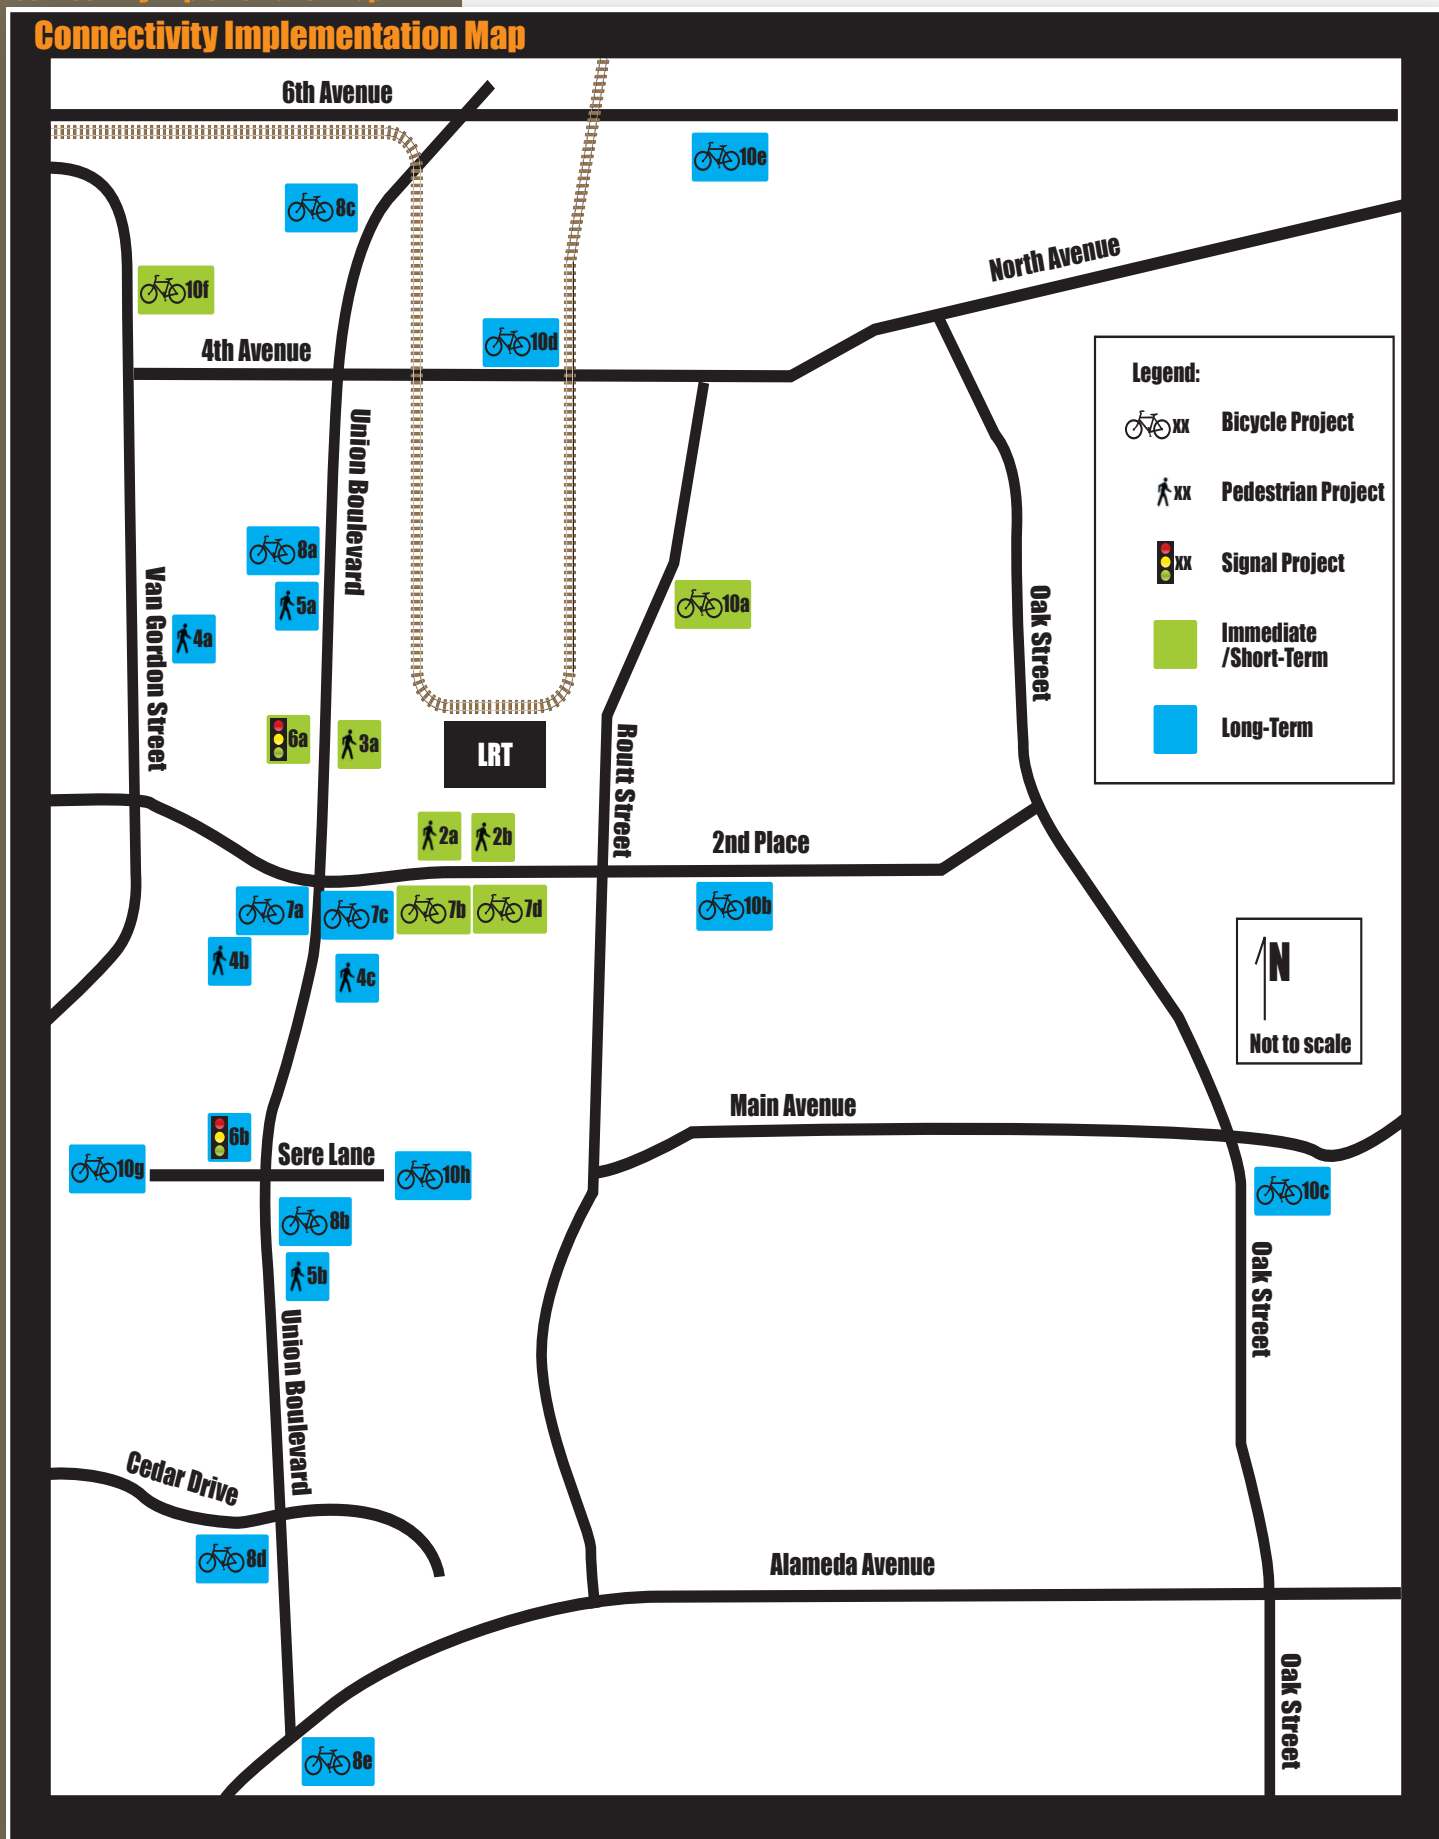 Connectivity Implementation Map
6th Avenue
10e
8c
North Avenue
10f
10d
4th Avenue
Legend:
xx Bicycle Project
xx Pedestrian Project
xx Signal Project
Immediate
/Short-Term
Long-Term
Union Boulevard
8a
5a
4a
Van Gordon Street
10a
Oak Street
6a
3a
LRT
Routt Street
2a
2b
2nd Place
7a
7c
7b
7d
10b
4b
4c
N
Not to scale
Main Avenue
6b
Sere Lane
10g
10h
10c
8b
5b
Oak Street
Union Boulevard
Cedar Drive
8d
Alameda Avenue
Oak Street
8e